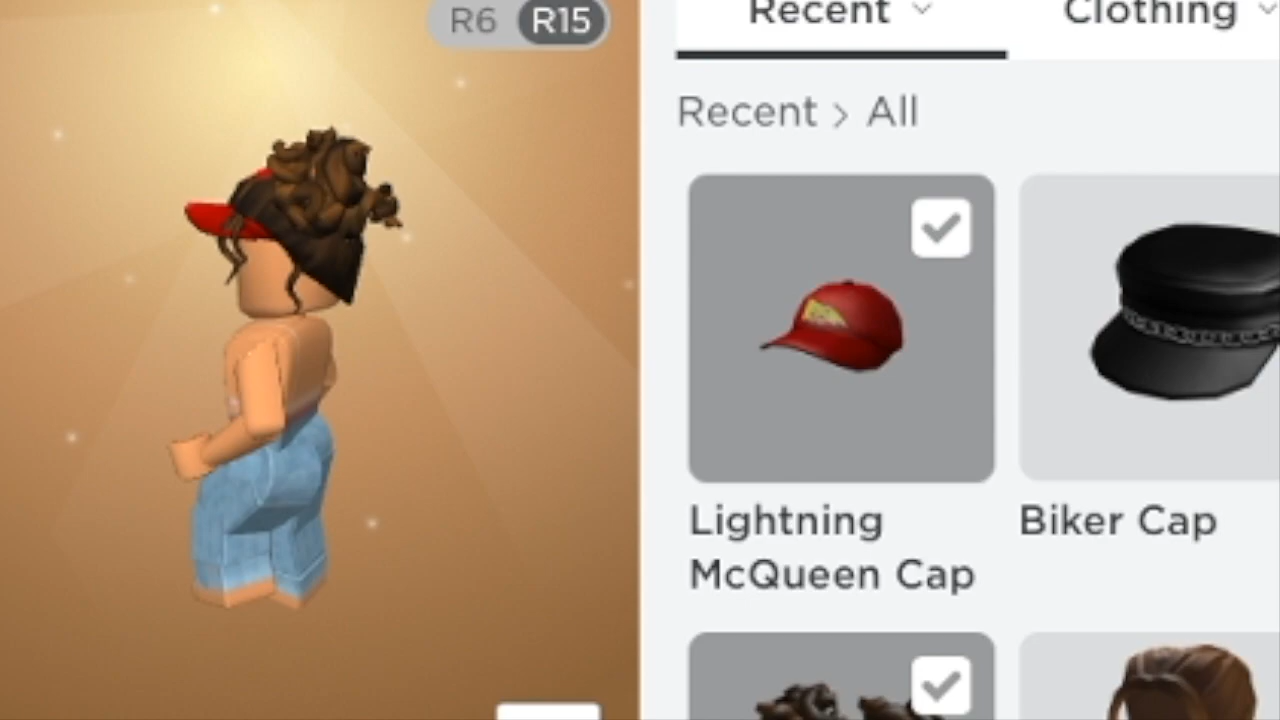 R6 R15
Recent Clothing
Recent > All
Lightning
McQueen Cap
Biker Cap